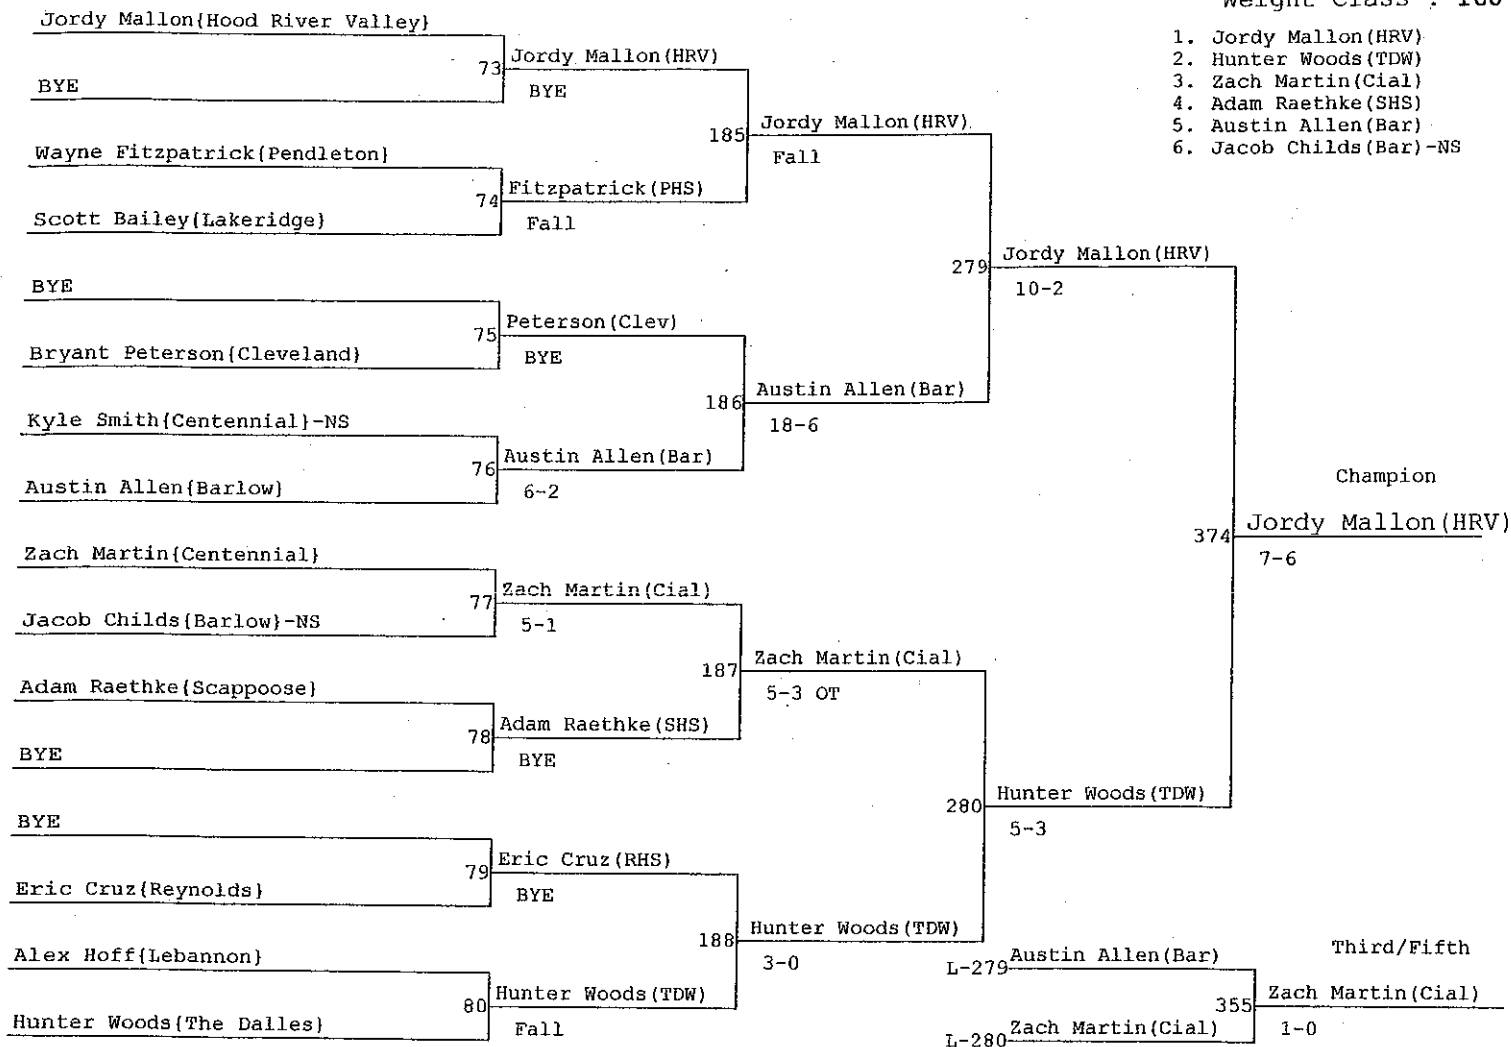 Weight Class :
1. Jordy Mallon(HRV)
2. Hunter Woods(TDW)
3. Zach Martin(Cial)
4. Adam Raethke(SHS)
5. Austin Allen(Bar)
6. Jacob Childs(Bar)-NS
Jordy Mallon{Hood River Valley}
73
Jordy Mallon(HRV)
BYE
BYE
185
Jordy Mallon(HRV)
Fall
Wayne Fitzpatrick{Pendleton}
74
Fitzpatrick(PHS)
Fall
Scott Bailey{Lakeridge}
279
Jordy Mallon(HRV)
10-2
BYE
75
Peterson(Clev)
BYE
Bryant Peterson{Cleveland}
186
Austin Allen(Bar)
18-6
Kyle Smith{Centennial}-NS
76
Austin Allen(Bar)
6-2
Austin Allen{Barlow}
Champion
374
Jordy Mallon(HRV)
7-6
Zach Martin{Centennial}
77
Zach Martin(Cial)
5-1
Jacob Childs{Barlow}-NS
187
Zach Martin(Cial)
5-3 OT
Adam Raethke{Scappoose}
78
Adam Raethke(SHS)
BYE
BYE
280
Hunter Woods(TDW)
5-3
BYE
79
Eric Cruz(RHS)
BYE
Eric Cruz{Reynolds}
188
Hunter Woods(TDW)
3-0
Alex Hoff{Lebannon}
80
Hunter Woods(TDW)
Fall
Hunter Woods{The Dalles}
Third/Fifth
L-279
Austin Allen(Bar)
355
Zach Martin(Cial)
1-0
L-280
Zach Martin(Cial)